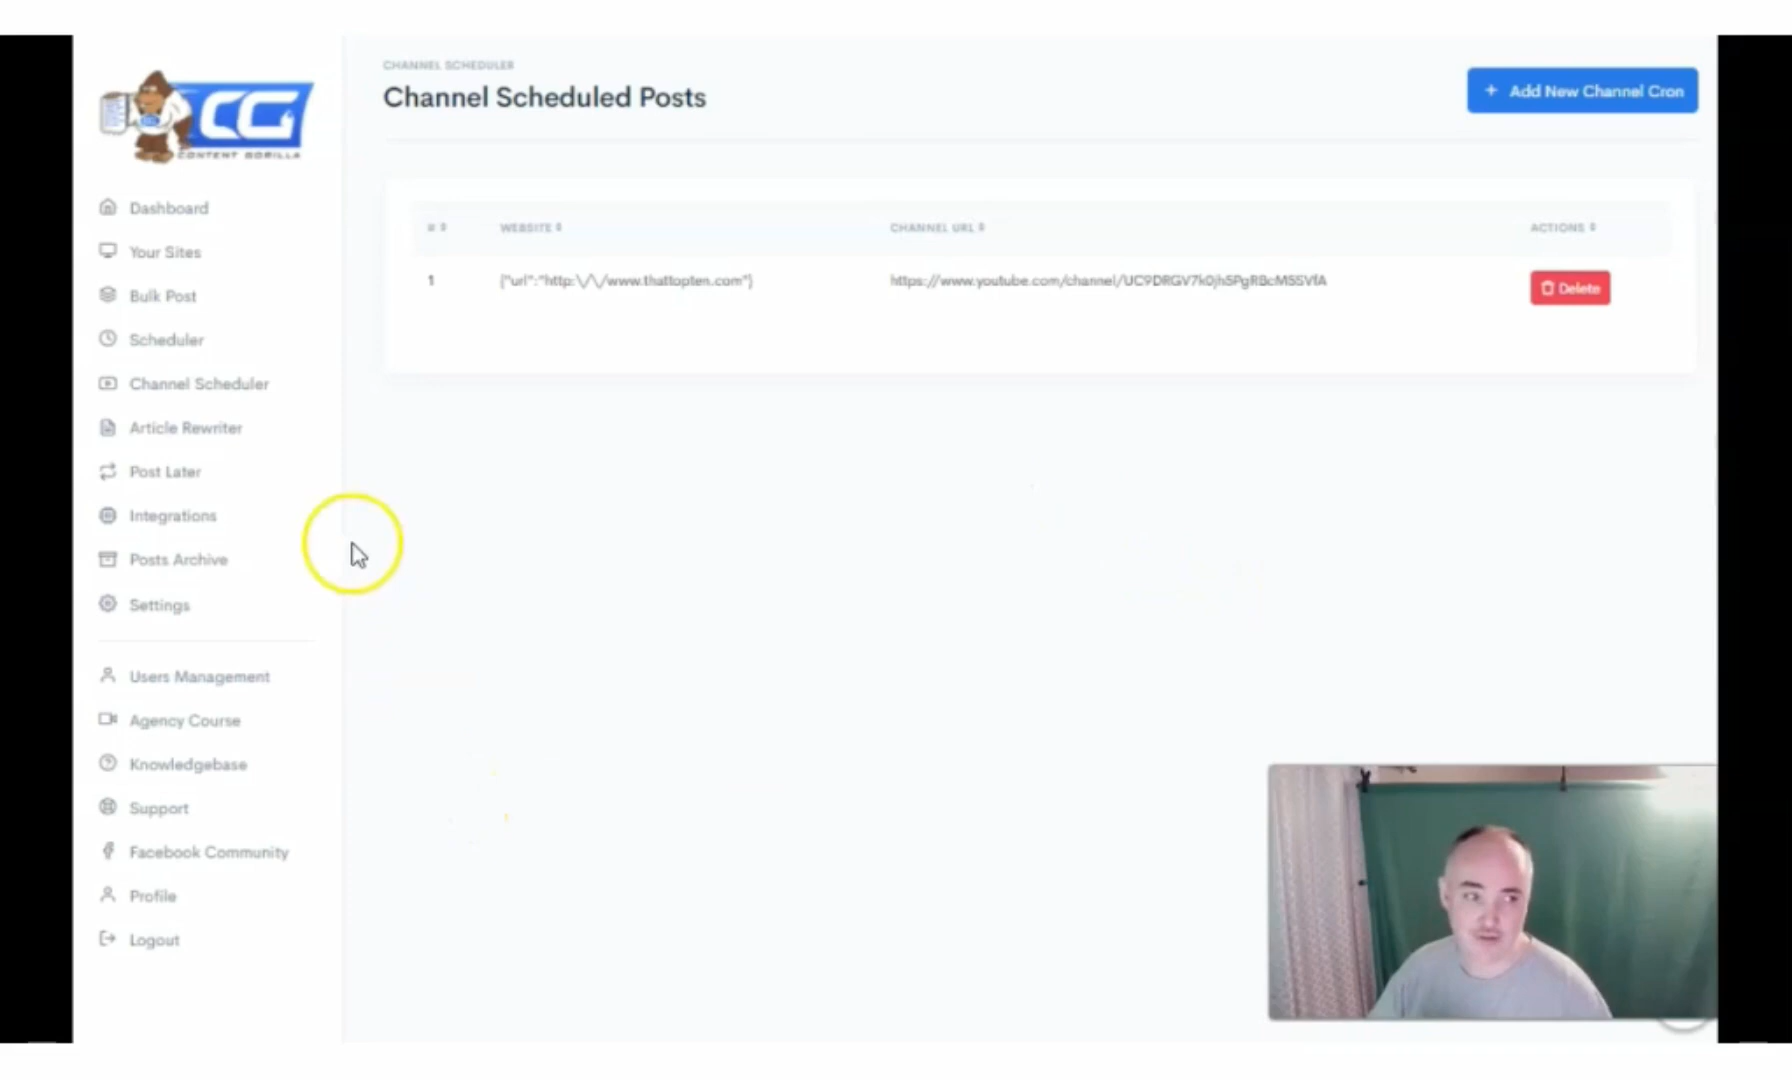 CG
CONTENT GORILLA
Dashboard
Your Sites
Bulk Post
Scheduler
Channel Scheduler
Article Rewriter
Post Later
Integrations
Posts Archive
Settings
Users Management
Agency Course
Knowledgebase
Support
Facebook Community
Profile
Logout
CHANNEL SCHEDULER
Channel Scheduled Posts
+ Add New Channel Cron
# WEBSITE CHANNEL URL ACTIONS
1 {"url":"http:\/\/www.thattopten.com"} https://www.youtube.com/channel/UC9DRGV7k0jhSPgRBcMSSVfA Delete